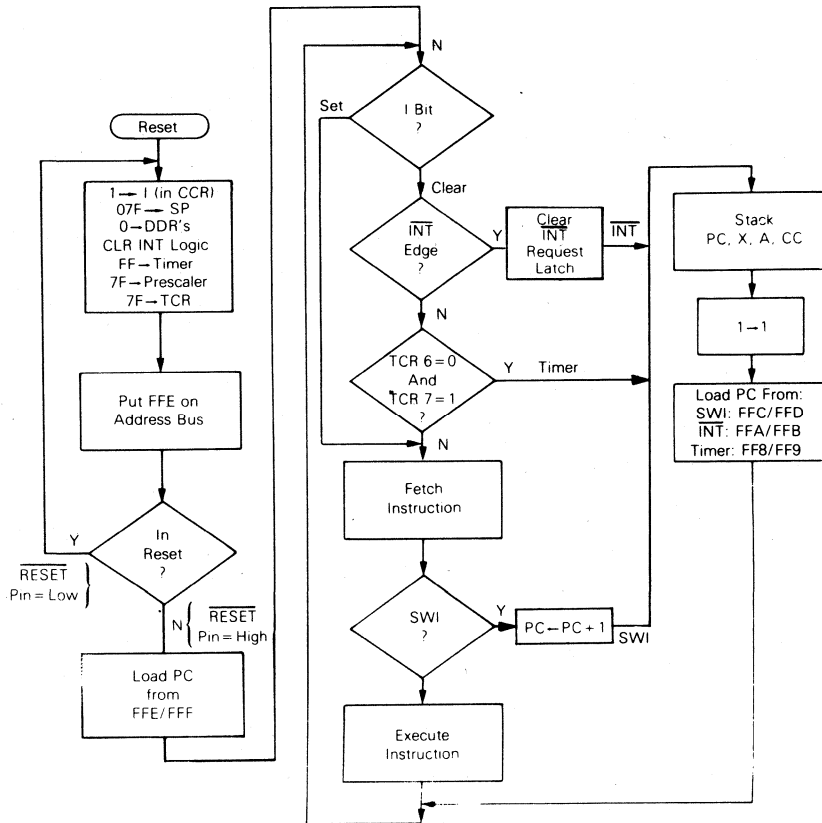 Reset
1→I (in CCR)
07F→SP
0→DDR's
CLR INT Logic
FF→Timer
7F→Prescaler
7F→TCR
Put FFE on
Address Bus
In
Reset
?
Y
RESET
Pin = Low
N
RESET
Pin = High
Load PC
from
FFE/FFF
N
I Bit
?
Set
Clear
INT
Edge
?
Y
Clear
INT
Request
Latch
INT
N
TCR 6 = 0
And
TCR 7 = 1
?
Y
Timer
N
Fetch
Instruction
SWI
?
Y
PC←PC + 1
SWI
Execute
Instruction
Stack
PC, X, A, CC
1→1
Load PC From:
SWI: FFC/FFD
INT: FFA/FFB
Timer: FF8/FF9